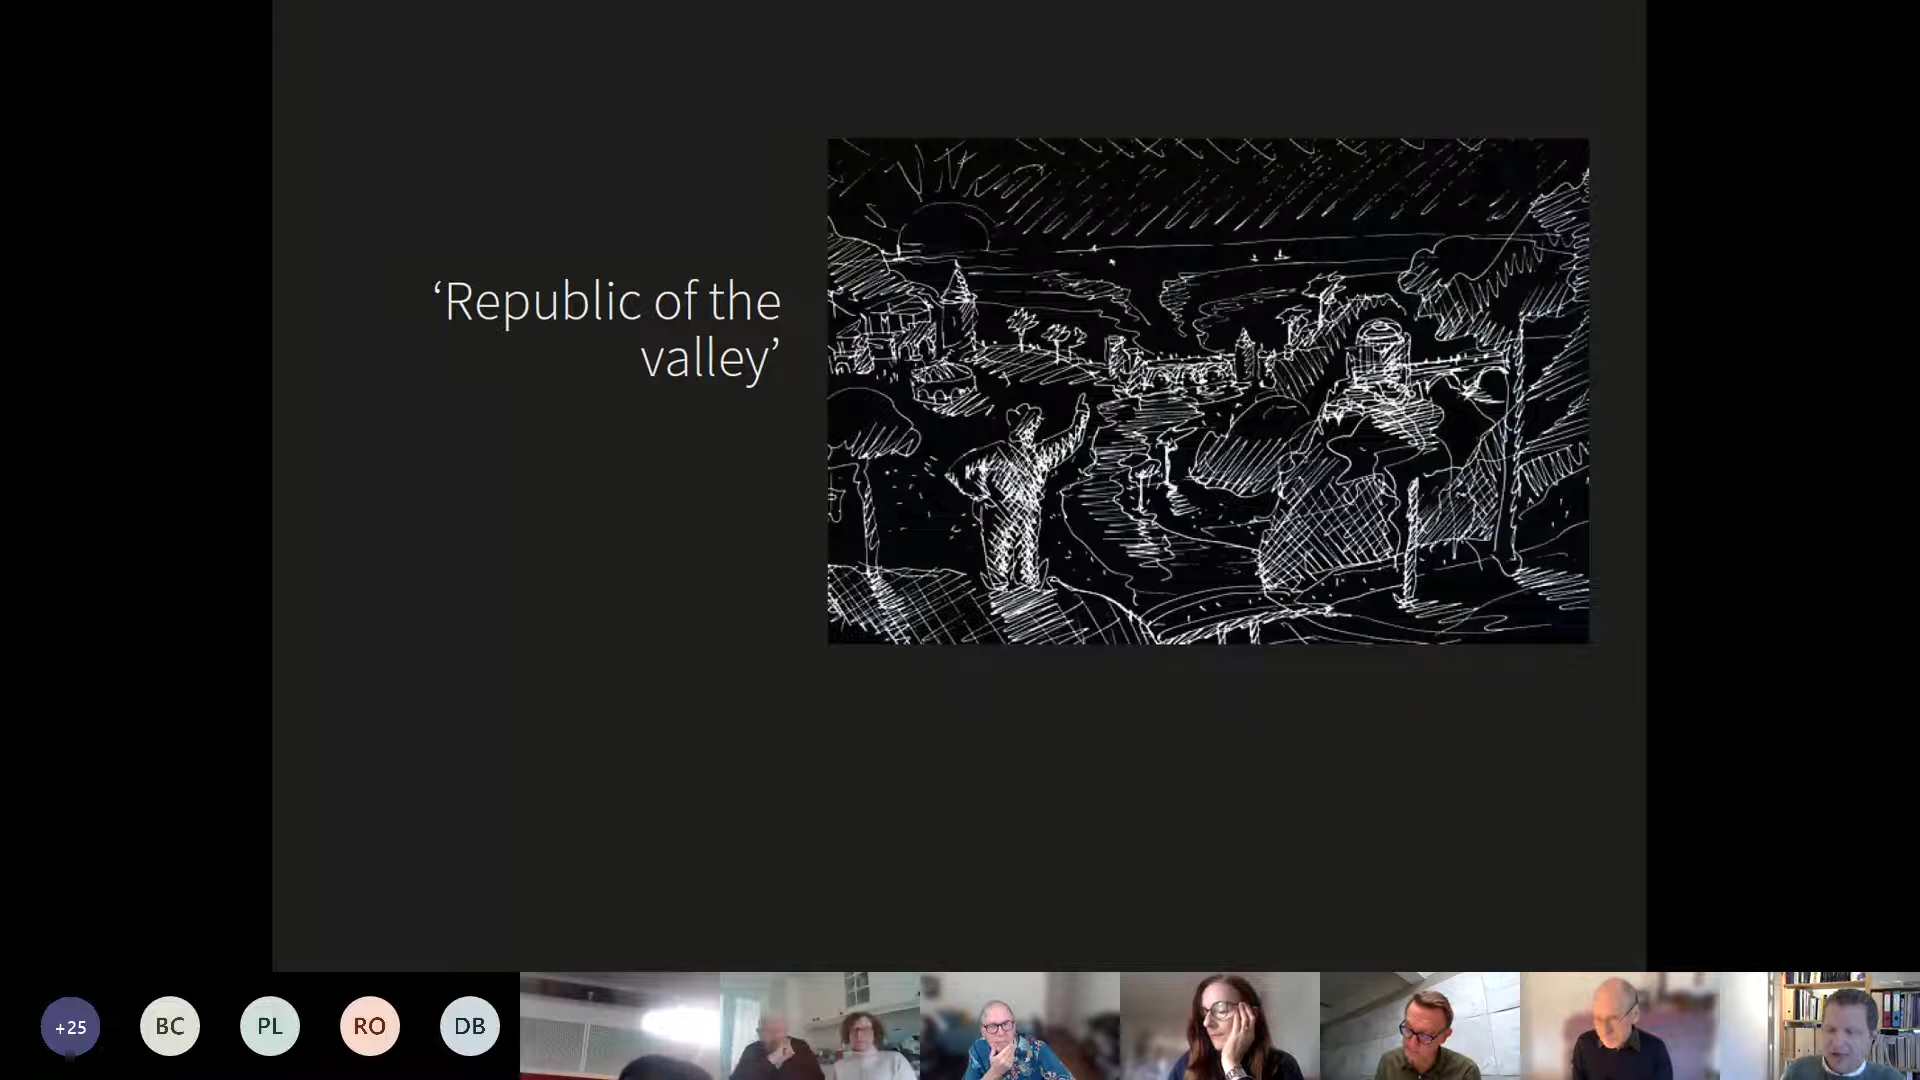 ‘Republic of the
valley’
+25
BC
PL
RO
DB